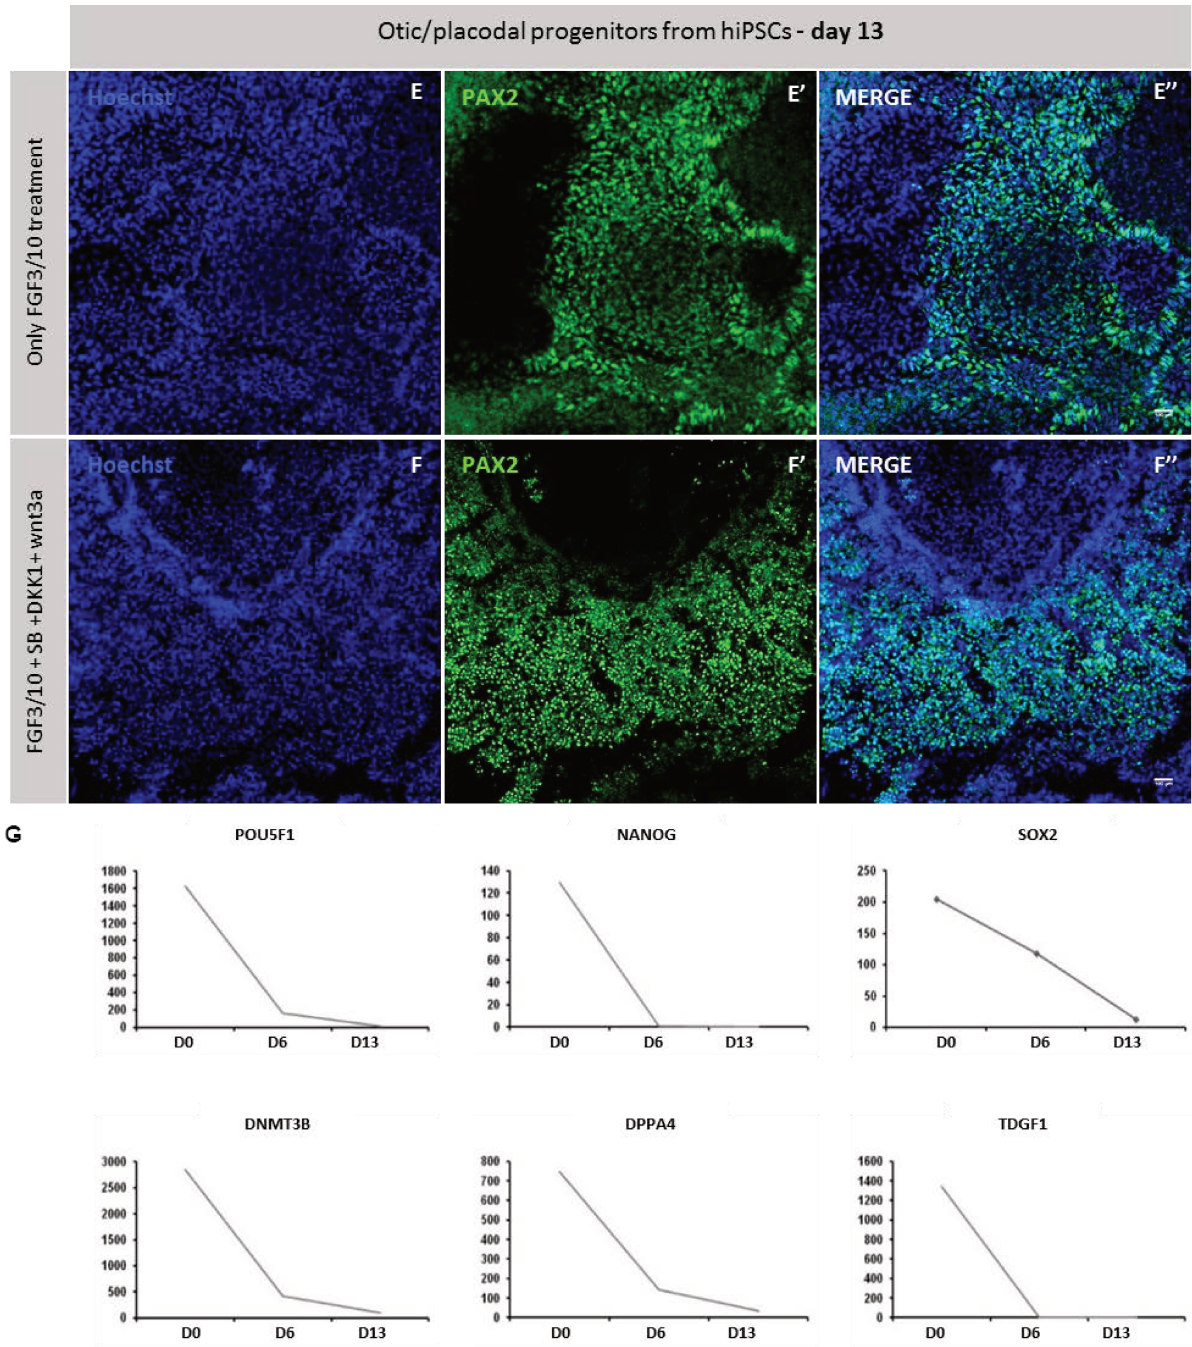 Otic/placodal progenitors from hiPSCs - day 13
Only FGF3/10 treatment
Hoechst E
PAX2 E’
MERGE E’’
FGF3/10 + SB +DKK1+ wnt3a
Hoechst F
PAX2 F’
MERGE F’’
G
POU5F1
1800
1600
1400
1200
1000
800
600
400
200
0
D0 D6 D13
NANOG
140
120
100
80
60
40
20
0
D0 D6 D13
SOX2
250
200
150
100
50
0
D0 D6 D13
DNMT3B
3000
2500
2000
1500
1000
500
0
D0 D6 D13
DPPA4
800
700
600
500
400
300
200
100
0
D0 D6 D13
TDGF1
1600
1400
1200
1000
800
600
400
200
0
D0 D6 D13